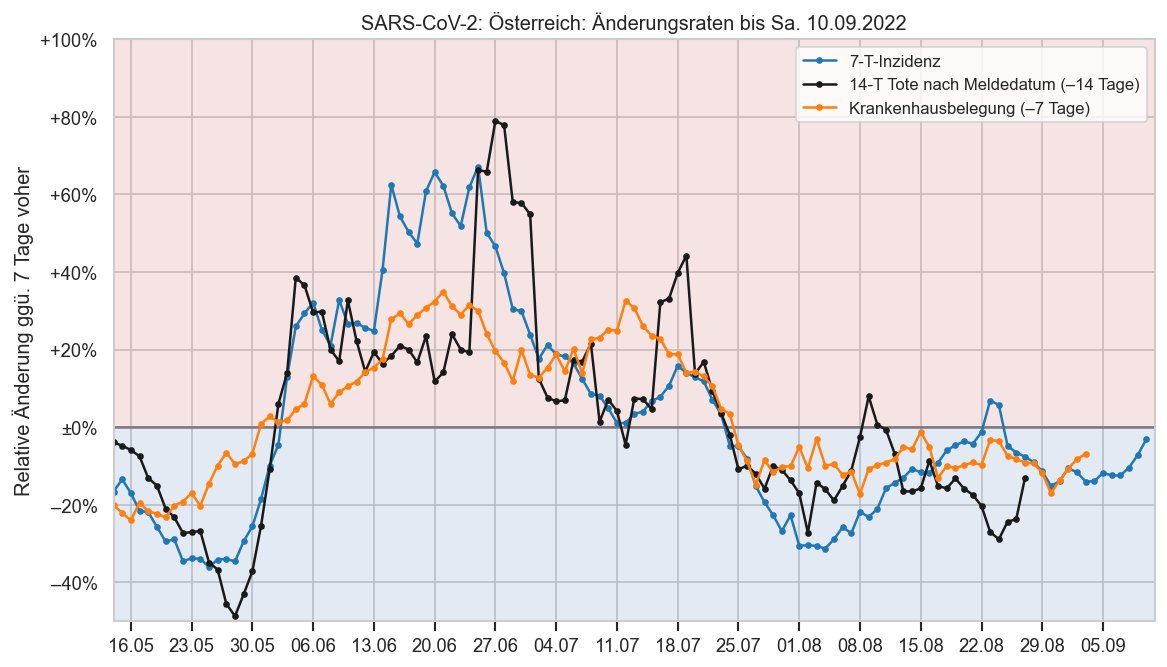 SARS-CoV-2: Österreich: Änderungsraten bis Sa. 10.09.2022
7-T-Inzidenz
14-T Tote nach Meldedatum (–14 Tage)
Krankenhausbelegung (–7 Tage)
Relative Änderung ggü. 7 Tage voher
+100%
+80%
+60%
+40%
+20%
±0%
–20%
–40%
16.05 23.05 30.05 06.06 13.06 20.06 27.06 04.07 11.07 18.07 25.07 01.08 08.08 15.08 22.08 29.08 05.09